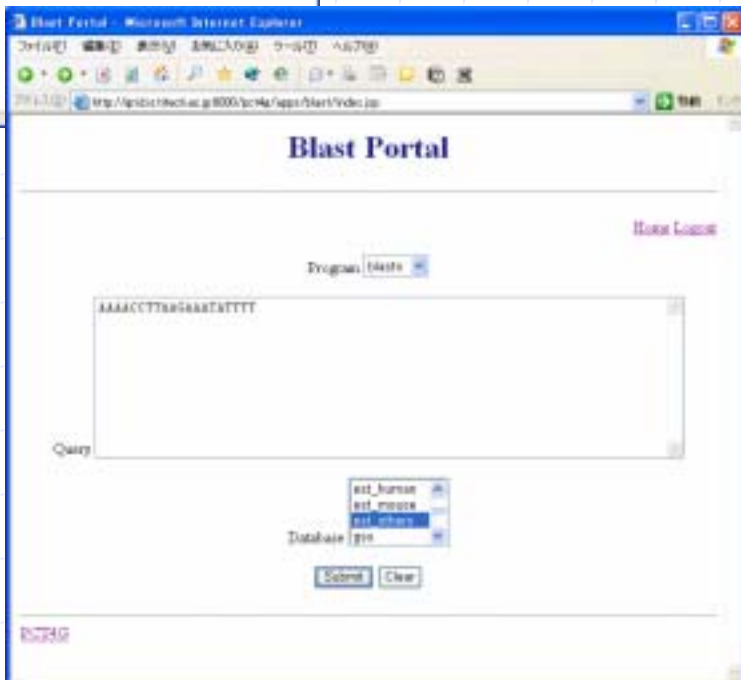 Blast Portal - Microsoft Internet Explorer
ファイル(F) 編集(E) 表示(V) お気に入り(A) ツール(T) ヘルプ(H)
Blast Portal
Home Logout
Program blastn
Query
Database
est_human
est_mouse
est_others
gss
Submit Clear
PCT4G